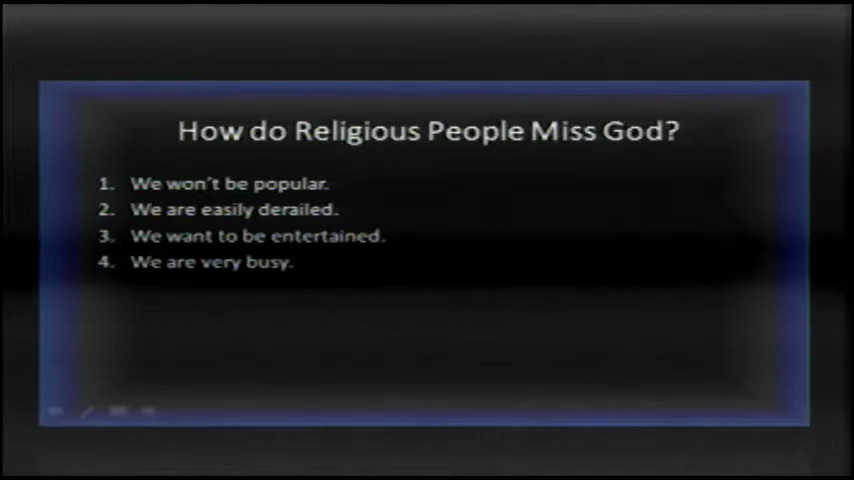 How do Religious People Miss God?
1. We won't be popular.
2. We are easily derailed.
3. We want to be entertained.
4. We are very busy.